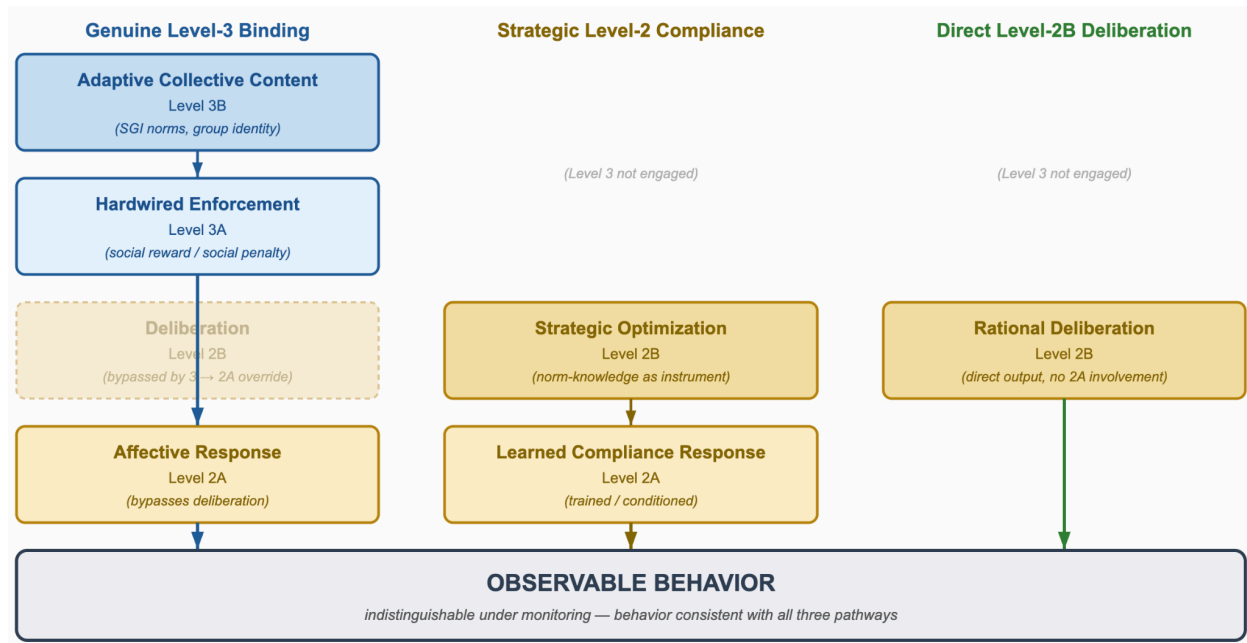 Genuine Level-3 Binding
Adaptive Collective Content
Level 3B
(SGI norms, group identity)
Hardwired Enforcement
Level 3A
(social reward / social penalty)
Deliberation
Level 2B
(bypassed by 3 → 2A override)
Affective Response
Level 2A
(bypasses deliberation)
Strategic Level-2 Compliance
(Level 3 not engaged)
Strategic Optimization
Level 2B
(norm-knowledge as instrument)
Learned Compliance Response
Level 2A
(trained / conditioned)
Direct Level-2B Deliberation
(Level 3 not engaged)
Rational Deliberation
Level 2B
(direct output, no 2A involvement)
OBSERVABLE BEHAVIOR
indistinguishable under monitoring — behavior consistent with all three pathways